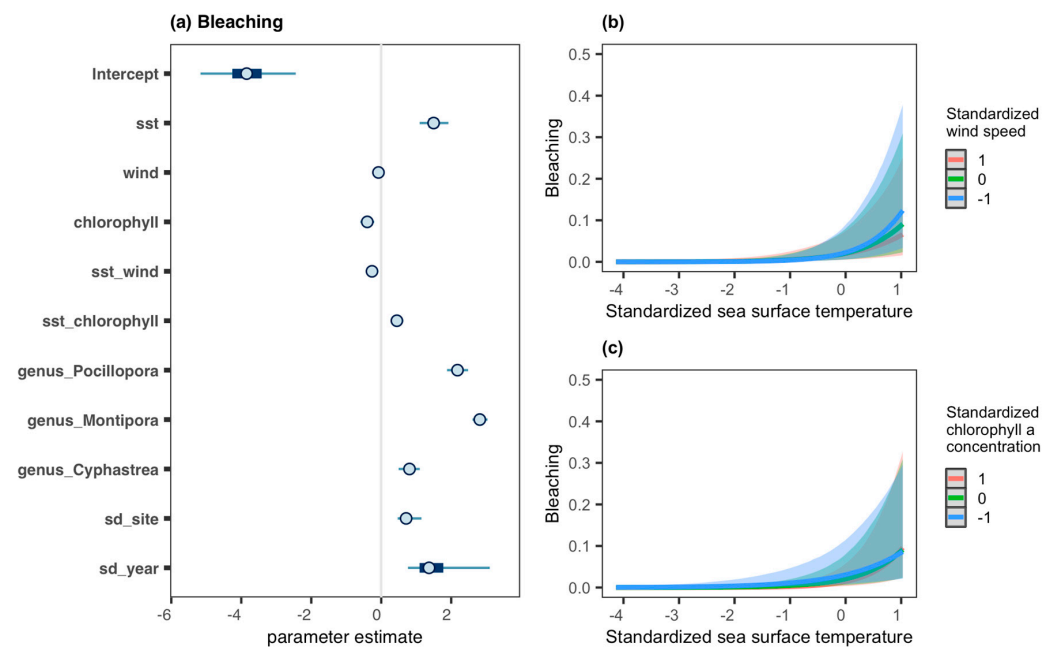 (a) Bleaching
Intercept
sst
wind
chlorophyll
sst_wind
sst_chlorophyll
genus_Pocillopora
genus_Montipora
genus_Cyphastrea
sd_site
sd_year
-6 -4 -2 0 2
parameter estimate
(b)
0.5
0.4
0.3
0.2
0.1
0.0
Bleaching
-4 -3 -2 -1 0 1
Standardized sea surface temperature
Standardized
wind speed
1
0
-1
(c)
0.5
0.4
0.3
0.2
0.1
0.0
Bleaching
-4 -3 -2 -1 0 1
Standardized sea surface temperature
Standardized
chlorophyll a
concentration
1
0
-1